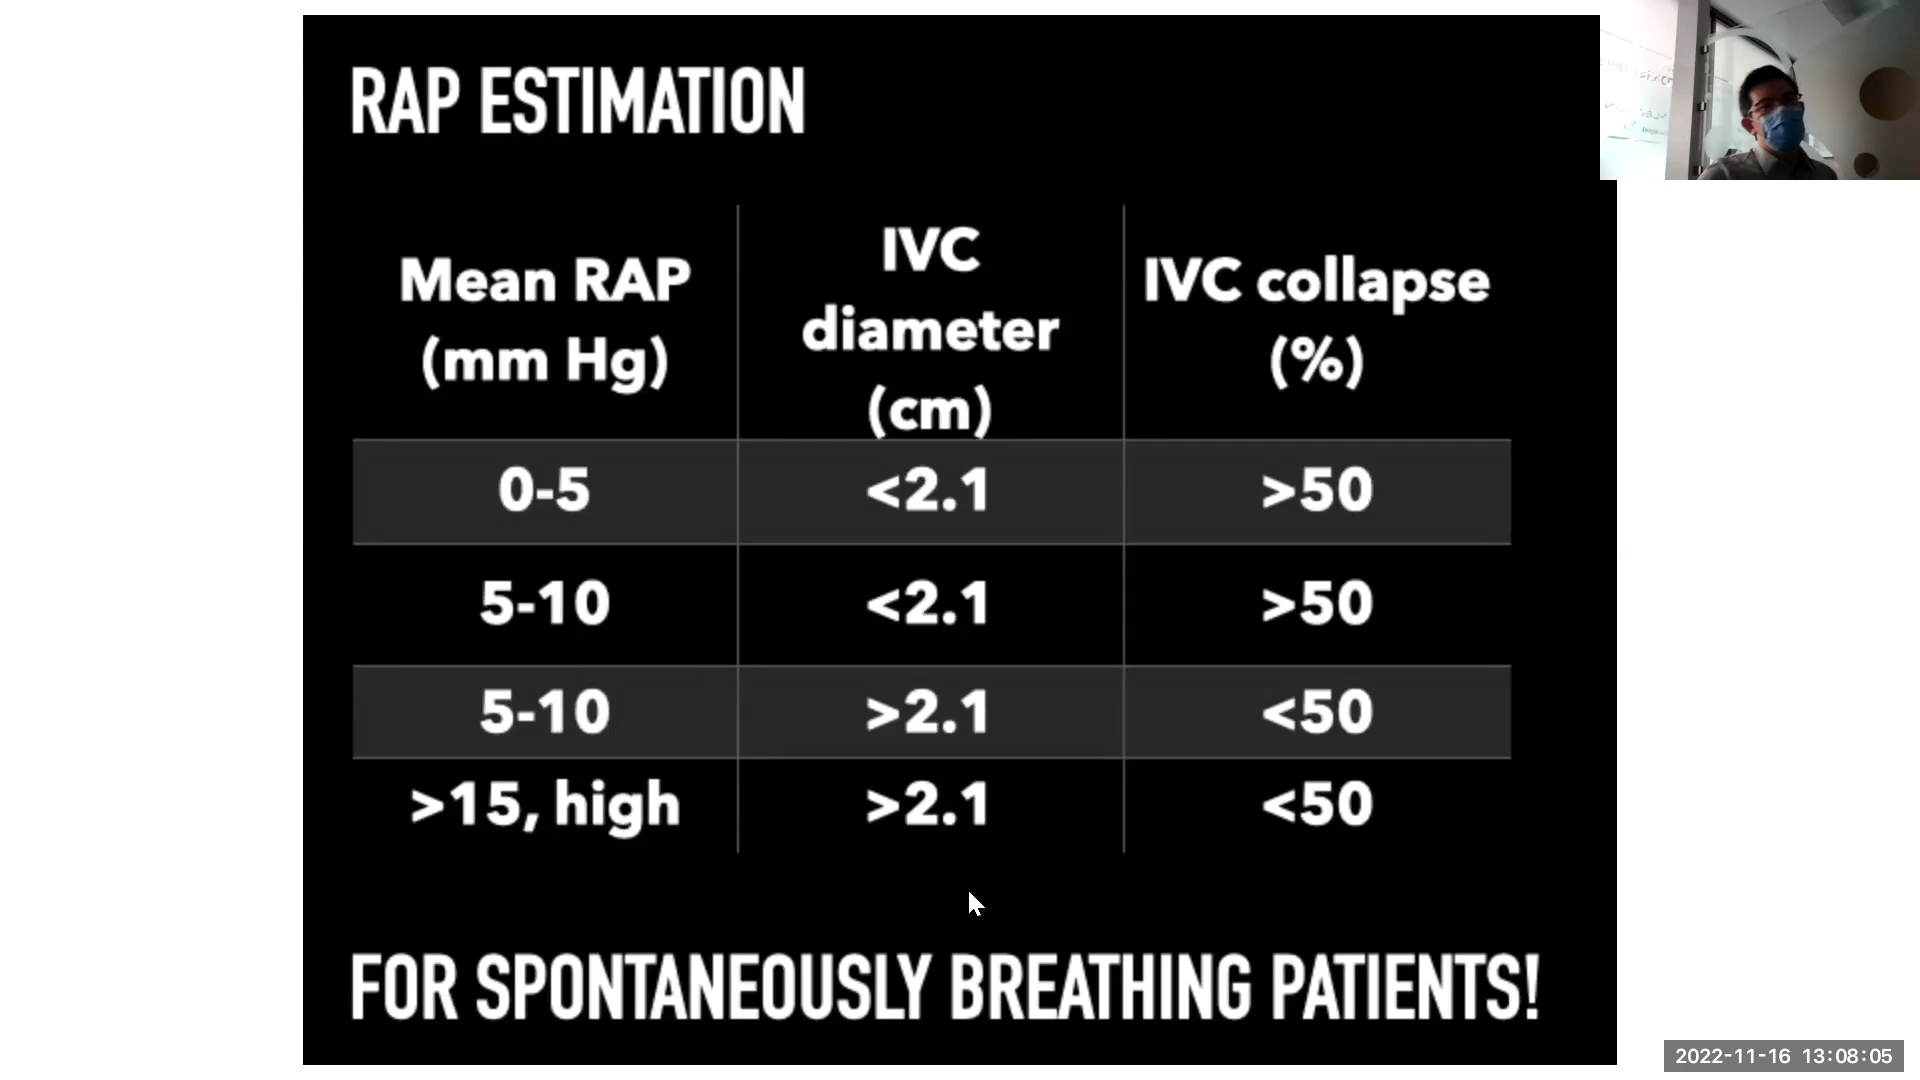 RAP ESTIMATION
Mean RAP
(mm Hg)
IVC
diameter
(cm)
IVC collapse
(%)
0-5 <2.1 >50
5-10 <2.1 >50
5-10 >2.1 <50
>15, high >2.1 <50
FOR SPONTANEOUSLY BREATHING PATIENTS!
2022-11-16 13:08:05